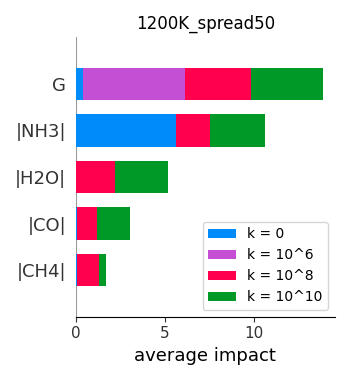 1200K_spread50
G
|NH3|
|H2O|
|CO|
|CH4|
k = 0
k = 10^6
k = 10^8
k = 10^10
0 5 10
average impact